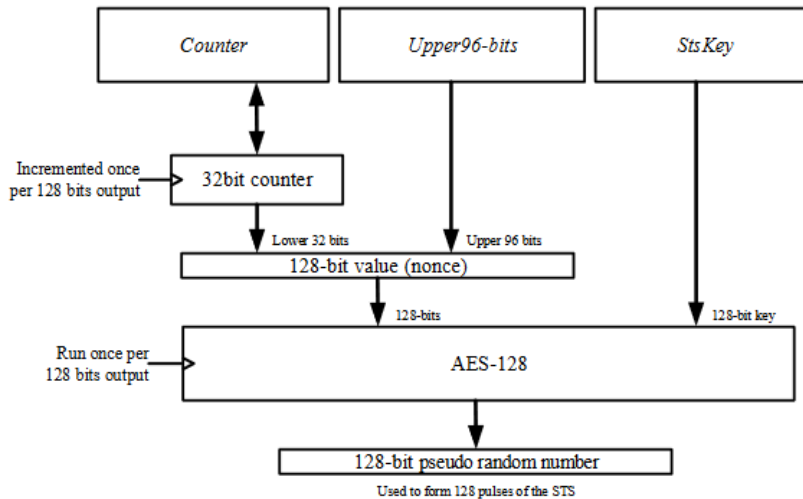 Counter
Upper96-bits
StsKey
Incremented once
per 128 bits output
32bit counter
Lower 32 bits
Upper 96 bits
128-bit value (nonce)
128-bits
128-bit key
Run once per
128 bits output
AES-128
128-bit pseudo random number
Used to form 128 pulses of the STS